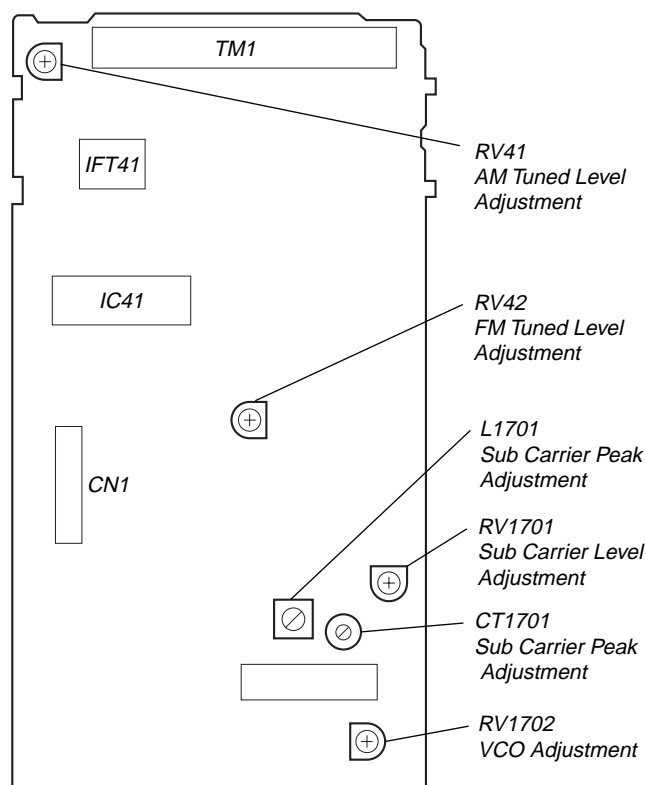 TM1
RV41
AM Tuned Level
Adjustment
IFT41
IC41
RV42
FM Tuned Level
Adjustment
L1701
Sub Carrier Peak
Adjustment
CN1
RV1701
Sub Carrier Level
Adjustment
CT1701
Sub Carrier Peak
Adjustment
RV1702
VCO Adjustment